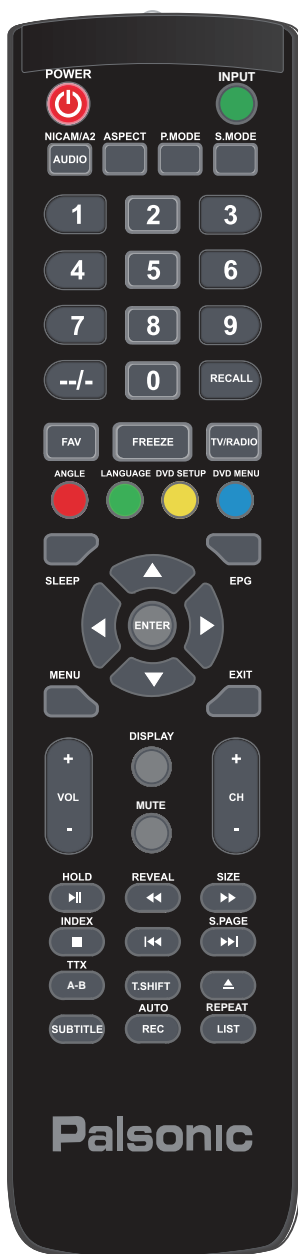 POWER INPUT
NICAM/A2 ASPECT P.MODE S.MODE
AUDIO
1 2 3
4 5 6
7 8 9
--/- 0 RECALL
FAV FREEZE TV/RADIO
ANGLE LANGUAGE DVD SETUP DVD MENU
SLEEP EPG
ENTER
MENU EXIT
DISPLAY
+ +
VOL CH
MUTE
- -
HOLD REVEAL SIZE
INDEX S.PAGE
TTX
A-B T.SHIFT
AUTO REPEAT
SUBTITLE REC LIST
Palsonic